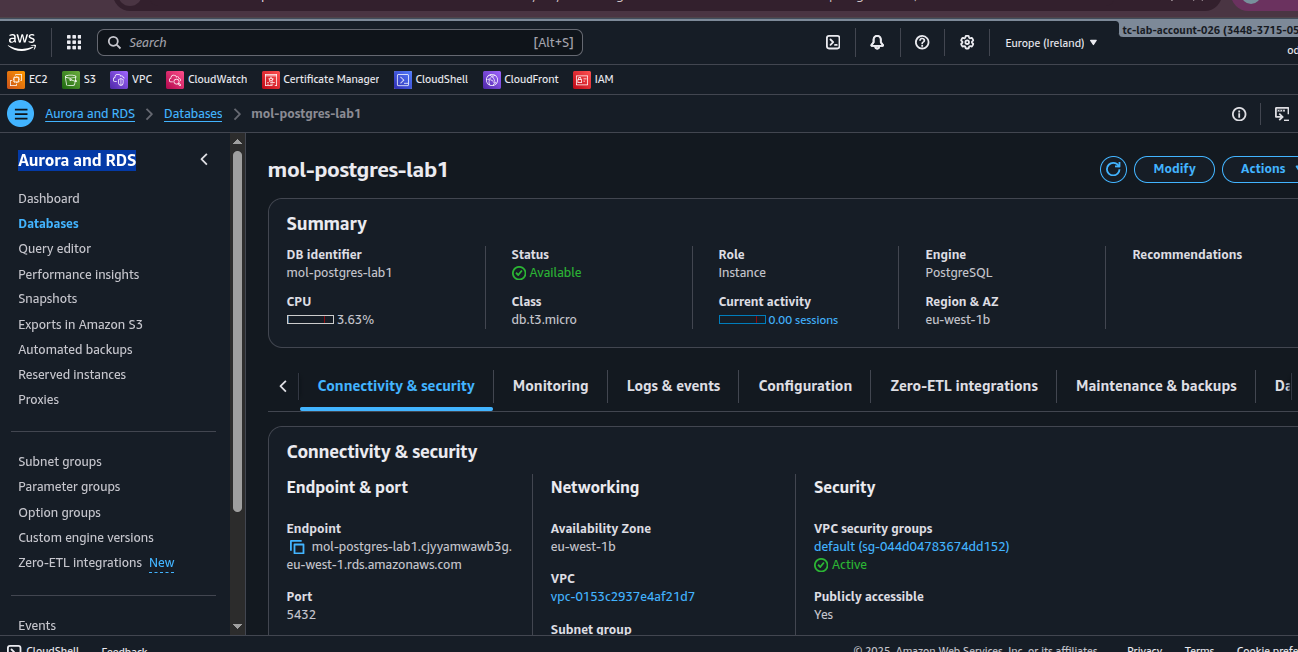 aws
Search
[Alt+S]
Europe (Ireland)
tc-lab-account-026 (3448-3715-05
EC2 S3 VPC CloudWatch Certificate Manager CloudShell CloudFront IAM
Aurora and RDS > Databases > mol-postgres-lab1
Aurora and RDS
Dashboard
Databases
Query editor
Performance insights
Snapshots
Exports in Amazon S3
Automated backups
Reserved instances
Proxies
Subnet groups
Parameter groups
Option groups
Custom engine versions
Zero-ETL integrations New
Events
mol-postgres-lab1
Modify
Actions
Summary
DB identifier
mol-postgres-lab1
CPU
3.63%
Status
Available
Class
db.t3.micro
Role
Instance
Current activity
0.00 sessions
Engine
PostgreSQL
Region & AZ
eu-west-1b
Recommendations
Connectivity & security
Monitoring
Logs & events
Configuration
Zero-ETL integrations
Maintenance & backups
Connectivity & security
Endpoint & port
Endpoint
mol-postgres-lab1.cjyyamwawb3g.
eu-west-1.rds.amazonaws.com
Port
5432
Networking
Availability Zone
eu-west-1b
VPC
vpc-0153c2937e4af21d7
Subnet group
Security
VPC security groups
default (sg-044d04783674dd152)
Active
Publicly accessible
Yes
CloudShell Feedback
© 2025, Amazon Web Services, Inc. or its affiliates. Privacy Terms Cookie prefe